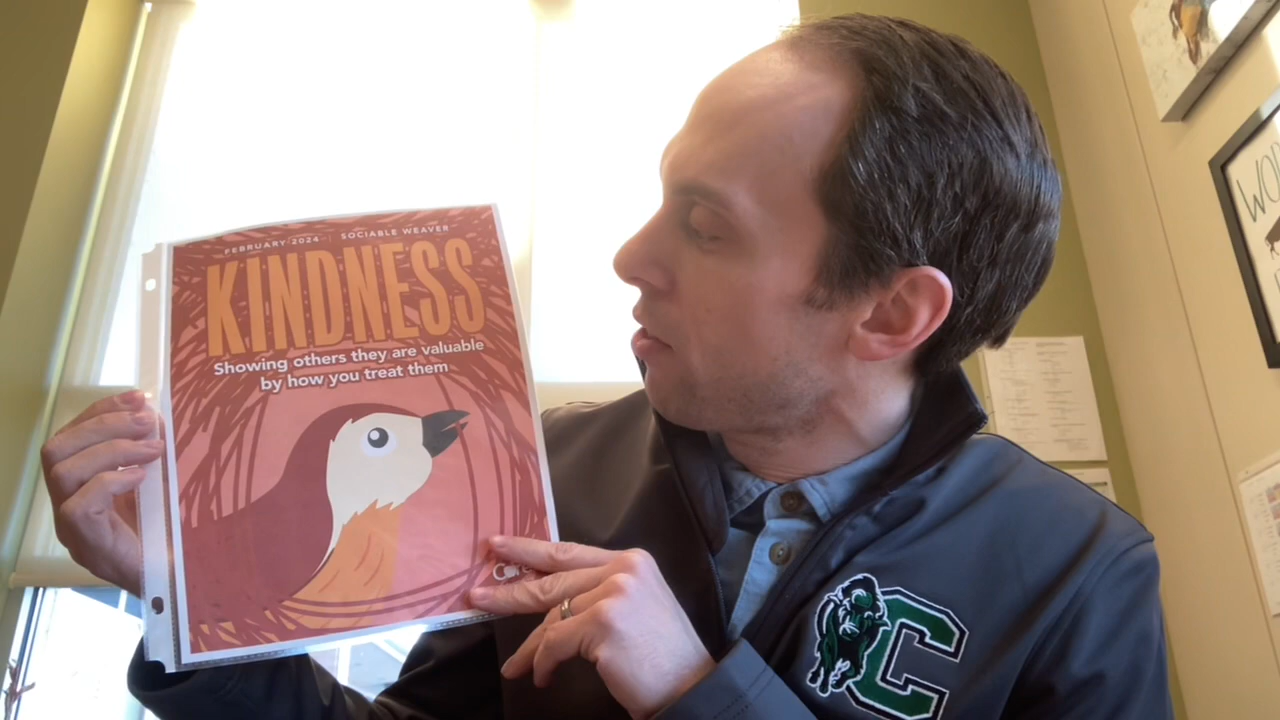 FEBRUARY 2024 | SOCIABLE WEAVER
KINDNESS
Showing others they are valuable
by how you treat them
C